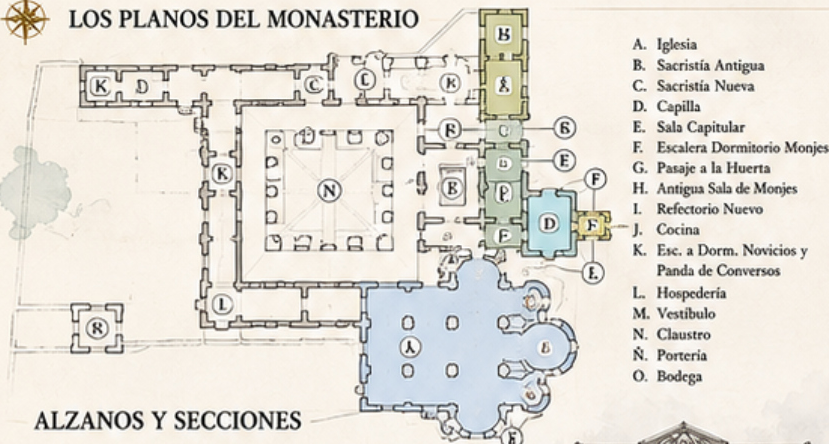 LOS PLANOS DEL MONASTERIO
K
D
C
K
N
L
A
D
F
E
A. Iglesia
B. Sacristía Antigua
C. Sacristía Nueva
D. Capilla
E. Sala Capitular
F. Escalera Dormitorio Monjes
G. Pasaje a la Huerta
H. Antigua Sala de Monjes
I. Refectorio Nuevo
J. Cocina
K. Esc. a Dorm. Novicios y
Panda de Conversos
L. Hospedería
M. Vestíbulo
N. Claustro
Ñ. Portería
O. Bodega
ALZANOS Y SECCIONES